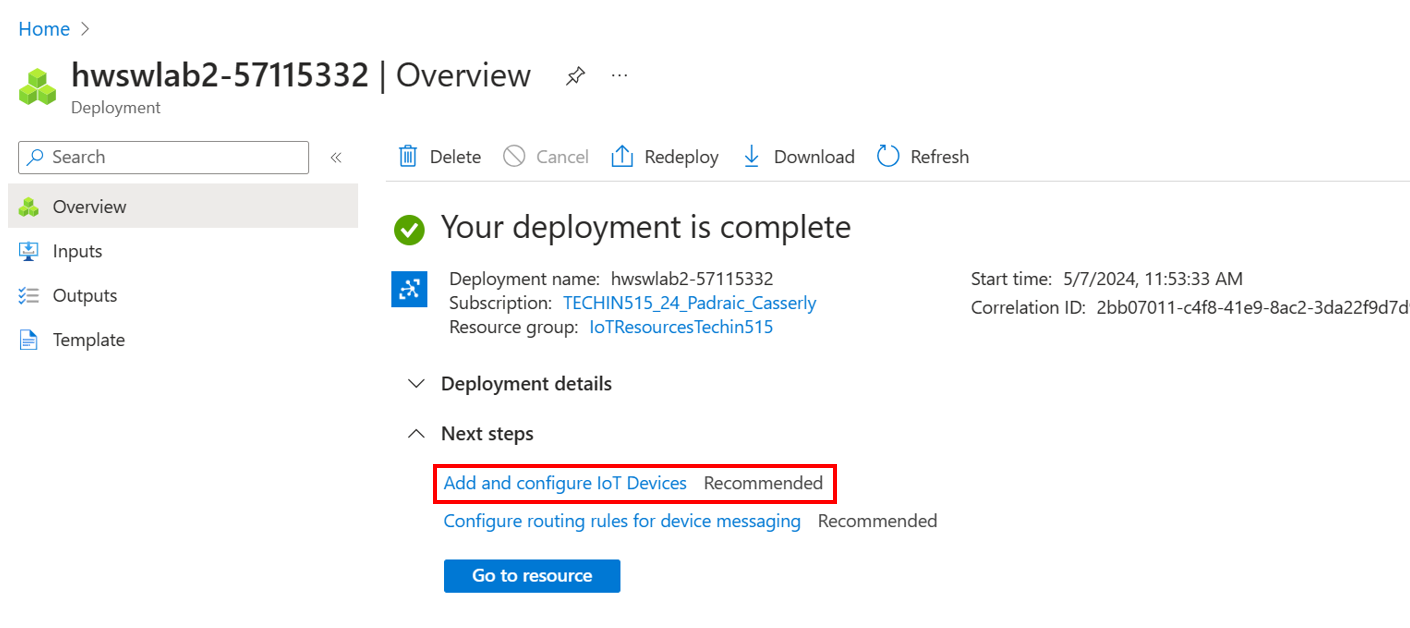 Home
hwswlab2-57115332 | Overview
Deployment
Search
Delete Cancel Redeploy Download Refresh
Overview
Inputs
Outputs
Template
Your deployment is complete
Deployment name: hwswlab2-57115332
Subscription: TECHIN515_24_Padraic_Casserly
Resource group: IoTResourcesTechin515
Start time: 5/7/2024, 11:53:33 AM
Correlation ID: 2bb07011-c4f8-41e9-8ac2-3da22f9d7d
Deployment details
Next steps
Add and configure IoT Devices Recommended
Configure routing rules for device messaging Recommended
Go to resource